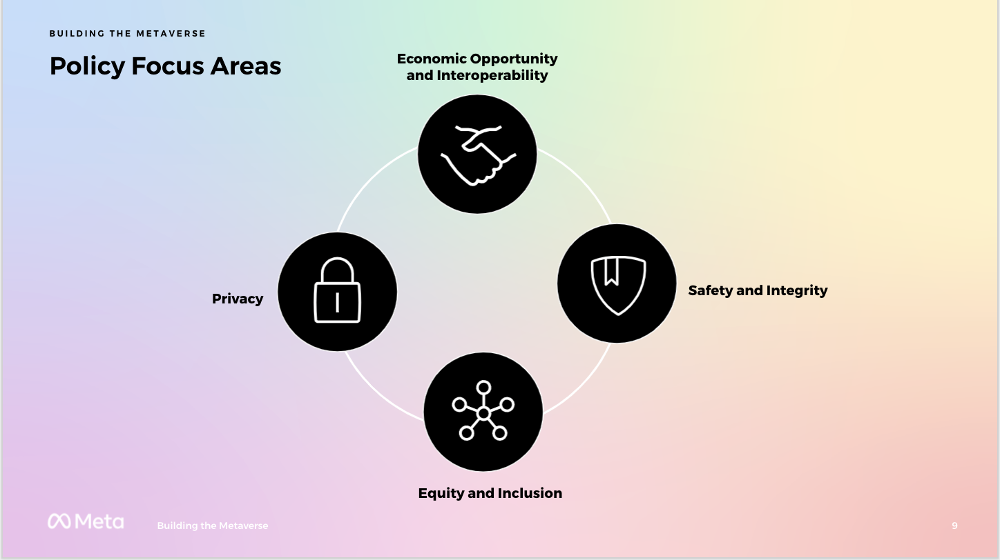 BUILDING THE METAVERSE
Policy Focus Areas
Economic Opportunity
and Interoperability
Privacy
Safety and Integrity
Equity and Inclusion
Meta
Building the Metaverse
9